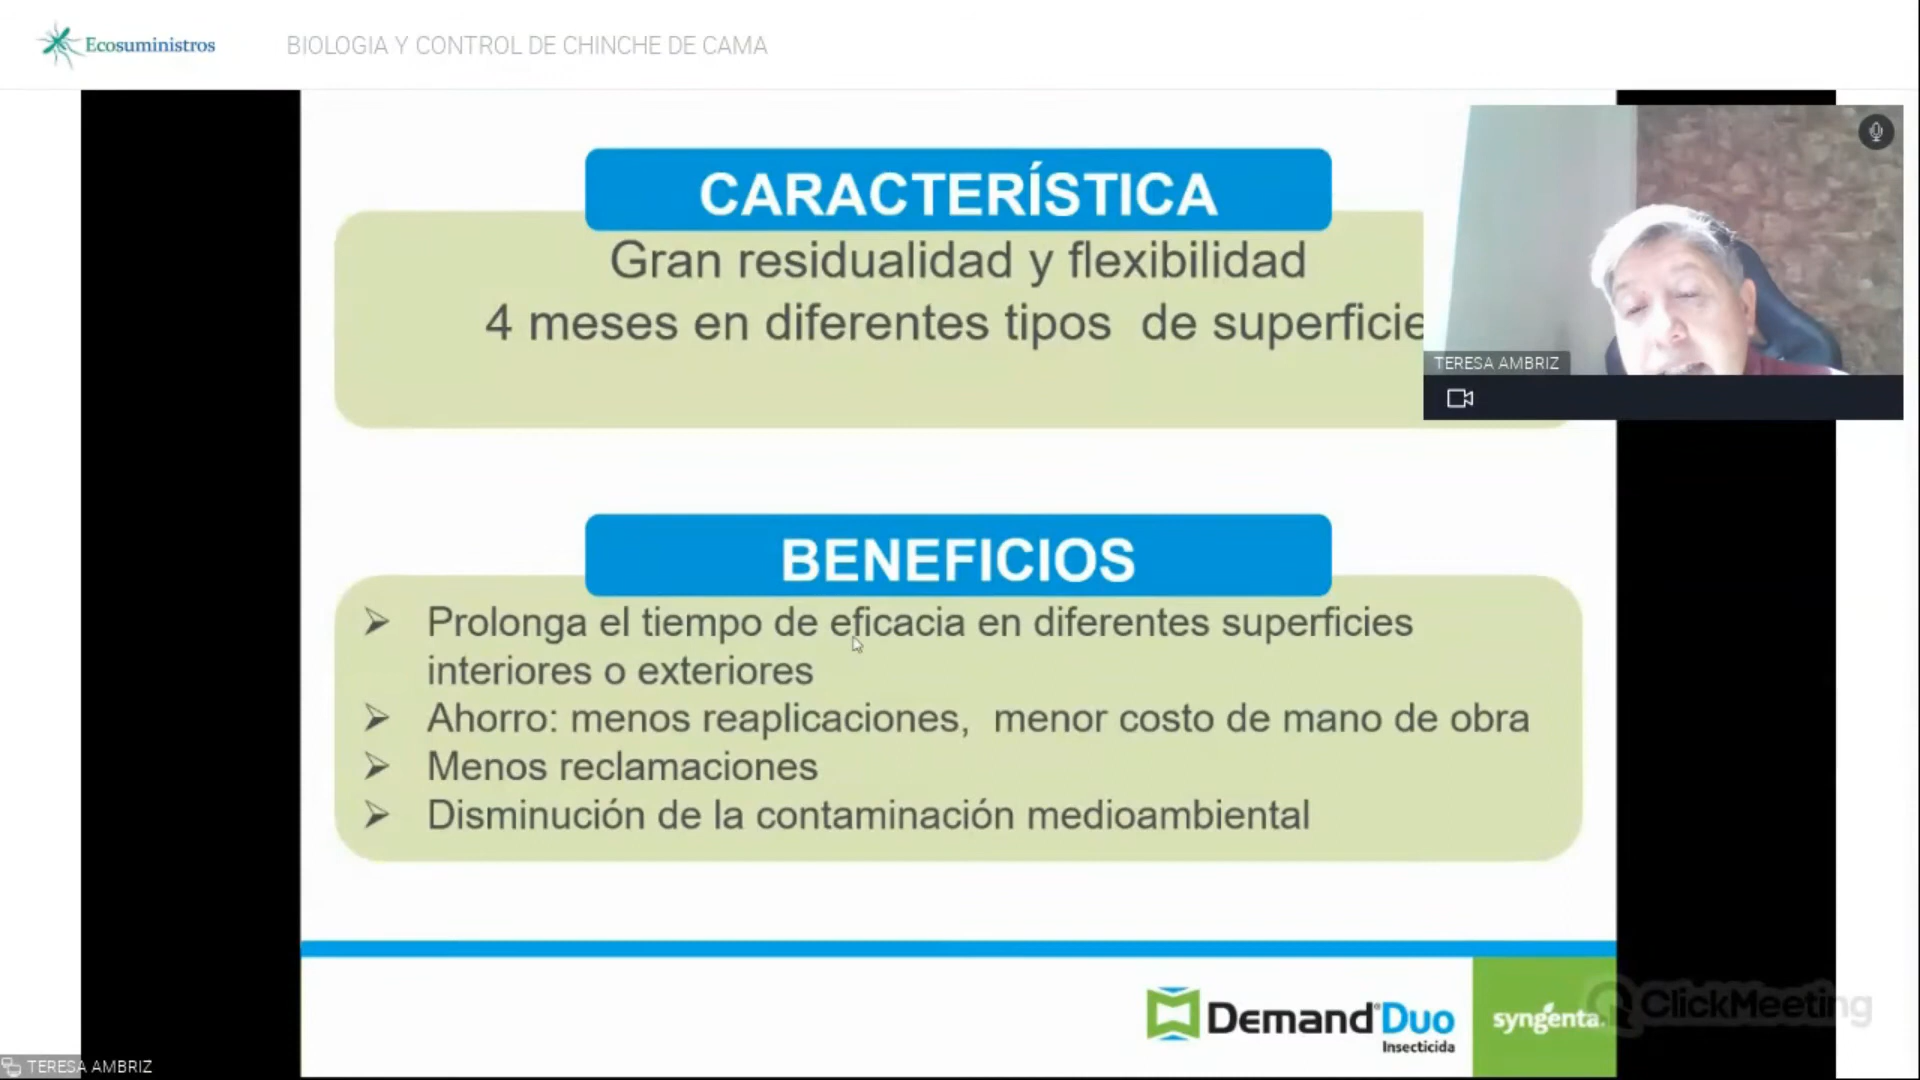 Ecosuministros
BIOLOGIA Y CONTROL DE CHINCHE DE CAMA
CARACTERÍSTICA
Gran residualidad y flexibilidad
4 meses en diferentes tipos de superficie
TERESA AMBRIZ
BENEFICIOS
➤ Prolonga el tiempo de eficacia en diferentes superficies
interiores o exteriores
➤ Ahorro: menos reaplicaciones, menor costo de mano de obra
➤ Menos reclamaciones
➤ Disminución de la contaminación medioambiental
Demand® Duo
Insecticida
syngenta.
ClickMeeting
TERESA AMBRIZ